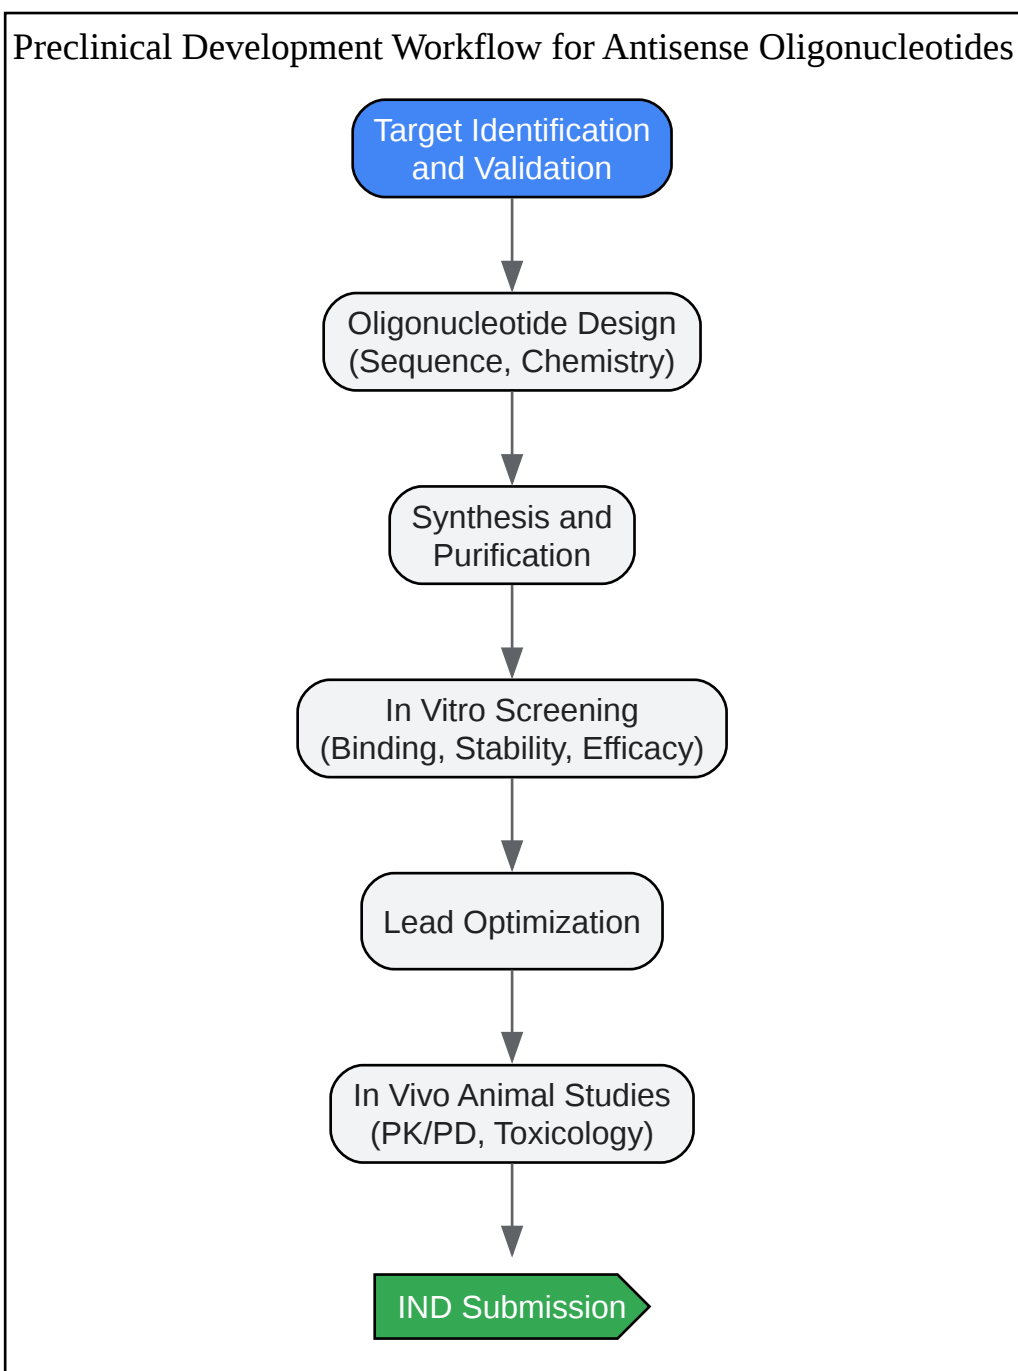 Preclinical Development Workflow for Antisense Oligonucleotides
Target Identification
and Validation
Oligonucleotide Design
(Sequence, Chemistry)
Synthesis and
Purification
In Vitro Screening
(Binding, Stability, Efficacy)
Lead Optimization
In Vivo Animal Studies
(PK/PD, Toxicology)
IND Submission